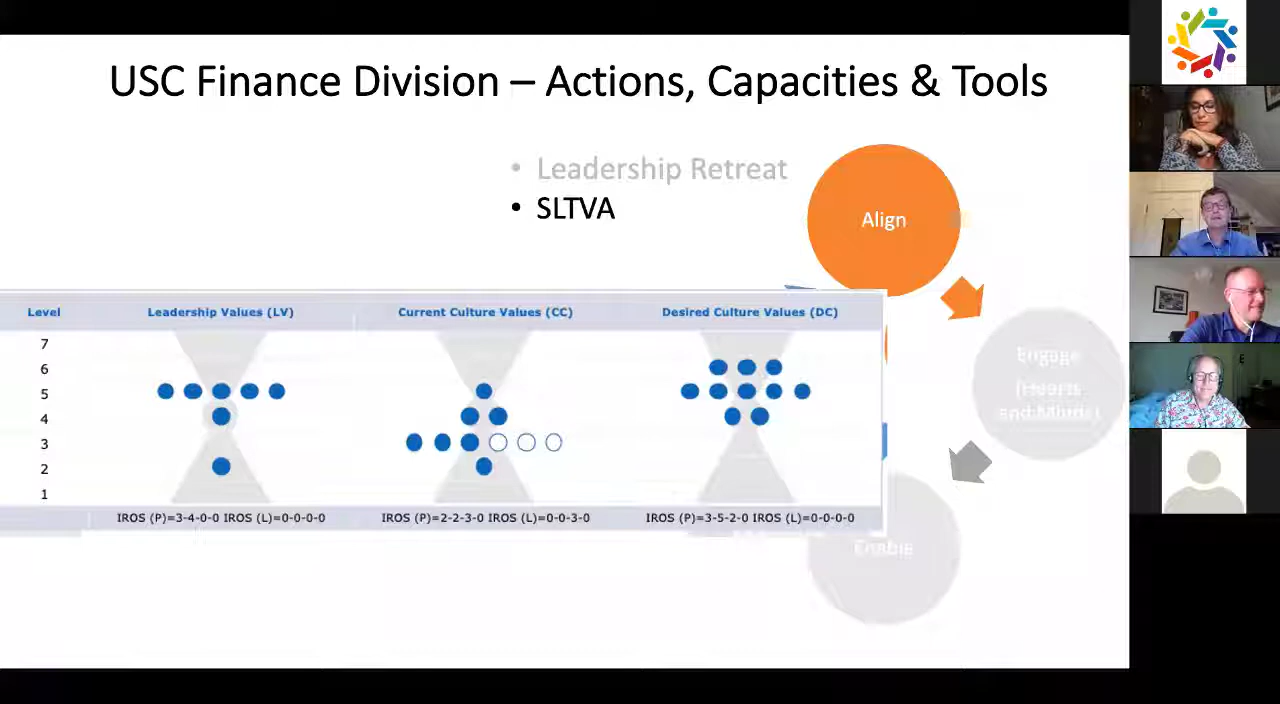 USC Finance Division – Actions, Capacities & Tools
• Leadership Retreat
• SLTVA
Align
Engage
(Hearts
and Minds)
Enable
Level
Leadership Values (LV)
Current Culture Values (CC)
Desired Culture Values (DC)
7
6
5
4
3
2
1
IROS (P)=3-4-0-0 IROS (L)=0-0-0-0
IROS (P)=2-2-3-0 IROS (L)=0-0-3-0
IROS (P)=3-5-2-0 IROS (L)=0-0-0-0